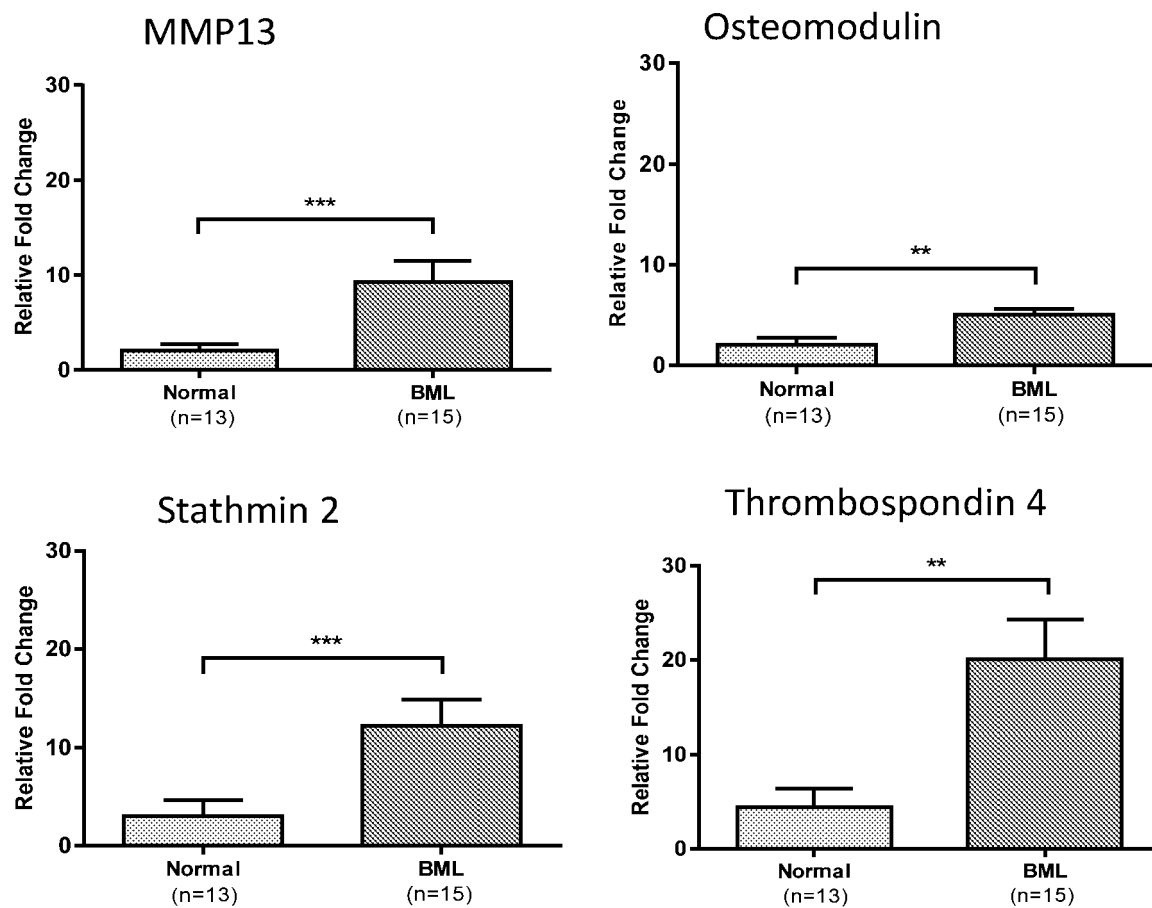 MMP13
Relative Fold Change
30
20
10
0
***
Normal
(n=13)
BML
(n=15)
Osteomodulin
Relative Fold Change
30
20
10
0
**
Normal
(n=13)
BML
(n=15)
Stathmin 2
Relative Fold Change
30
20
10
0
***
Normal
(n=13)
BML
(n=15)
Thrombospondin 4
Relative Fold Change
30
20
10
0
**
Normal
(n=13)
BML
(n=15)